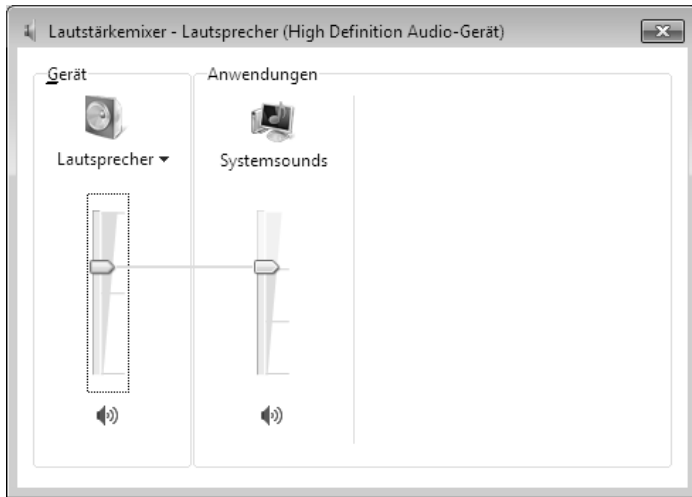 Lautstärkemixer - Lautsprecher (High Definition Audio-Gerät)
Gerät
Anwendungen
Lautsprecher
Systemsounds